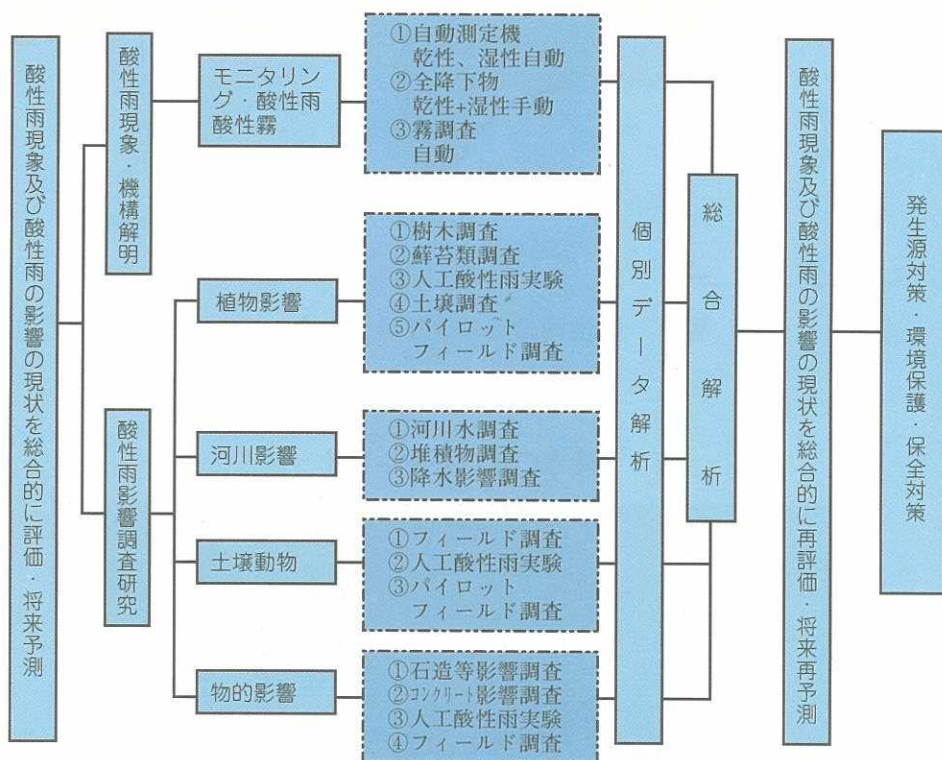 酸性雨現象及び酸性雨の影響の現状を総合的に評価・将来予測
酸性雨現象・機構解明
酸性雨影響調査研究
モニタリン
グ・酸性雨
酸性霧
①自動測定機
乾性、湿性自動
②全降下物
乾性+湿性手動
③霧調査
自動
植物影響
①樹木調査
②蘚苔類調査
③人工酸性雨実験
④土壌調査
⑤パイロット
フィールド調査
河川影響
①河川水調査
②堆積物調査
③降水影響調査
土壌動物
①フィールド調査
②人工酸性雨実験
③パイロット
フィールド調査
物的影響
①石造等影響調査
②コンクリート影響調査
③人工酸性雨実験
④フィールド調査
個別データ解析
総合解析
酸性雨現象及び酸性雨の影響の現状を総合的に再評価・将来再予測
発生源対策・環境保護・保全対策